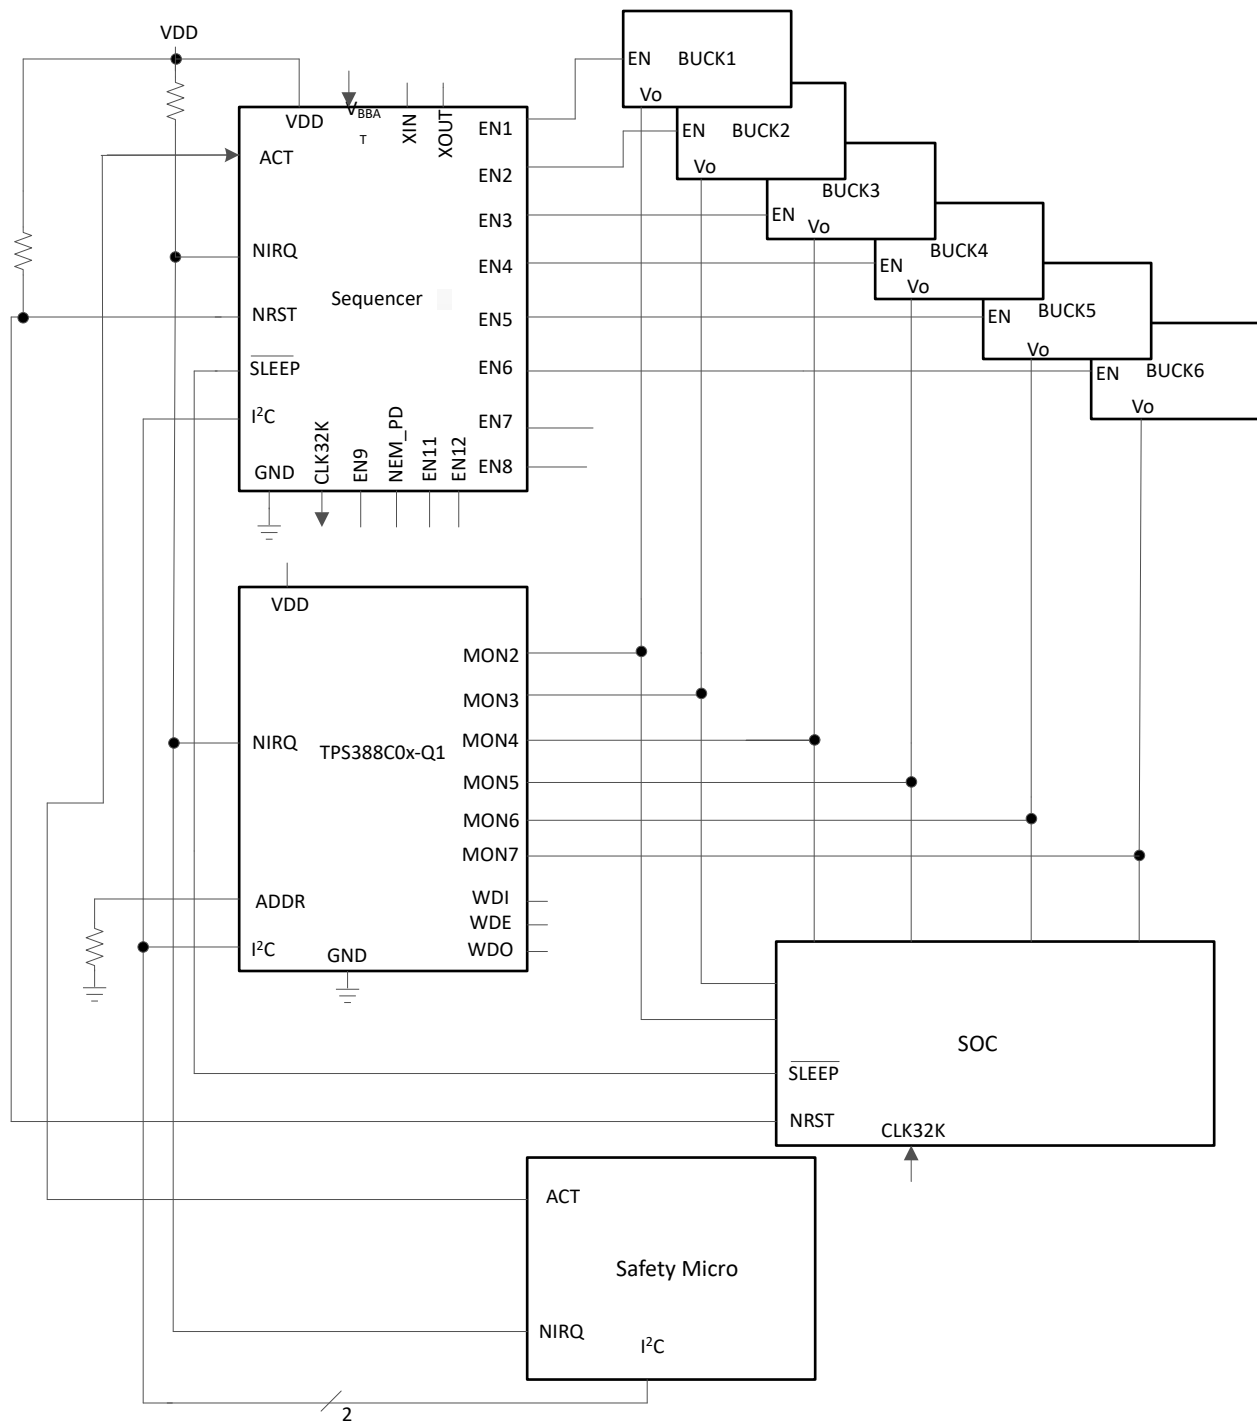 VDD
EN
BUCK1
Vo
EN
BUCK2
Vo
BUCK3
EN
Vo
BUCK4
EN
Vo
BUCK5
EN
Vo
BUCK6
EN
Vo
VDD
VBBA
T
XIN
XOUT
ACT
NIRQ
NRST
SLEEP
I²C
GND
Sequencer
CLK32K
EN9
NEM_PD
EN11
EN12
EN1
EN2
EN3
EN4
EN5
EN6
EN7
EN8
VDD
NIRQ
TPS388C0x-Q1
ADDR
I²C
GND
MON2
MON3
MON4
MON5
MON6
MON7
WDI
WDE
WDO
SOC
SLEEP
NRST
CLK32K
ACT
Safety Micro
NIRQ
I²C
2